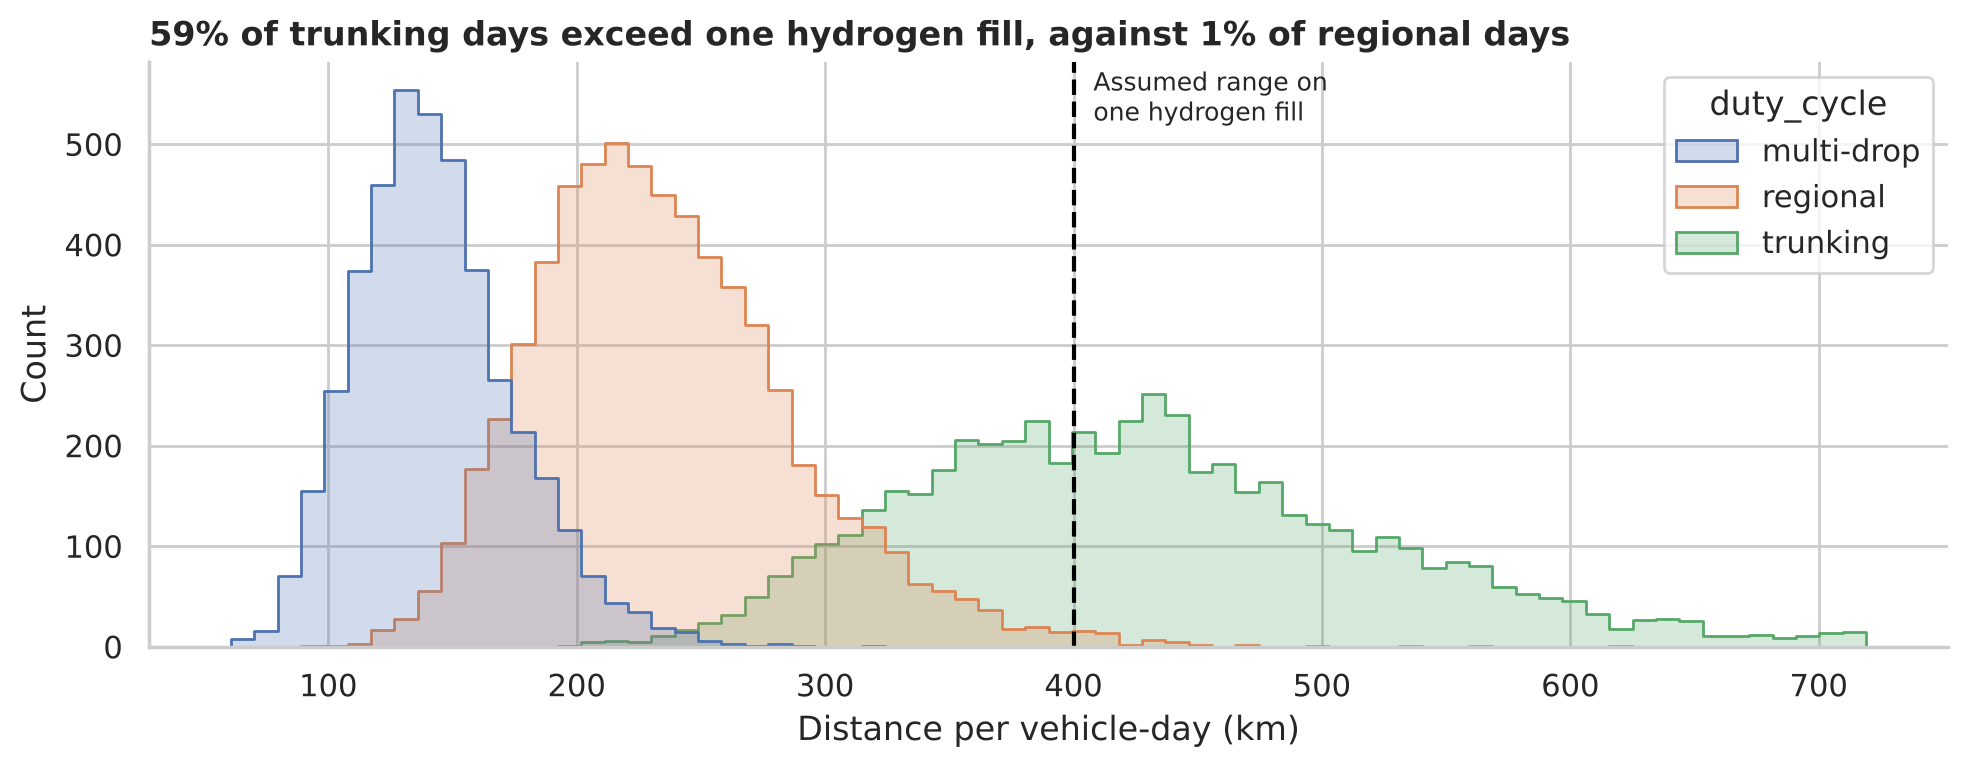 59% of trunking days exceed one hydrogen fill, against 1% of regional days
Assumed range on
one hydrogen fill
duty_cycle
multi-drop
regional
trunking
Count
500
400
300
200
100
0
100
200
300
400
500
600
700
Distance per vehicle-day (km)